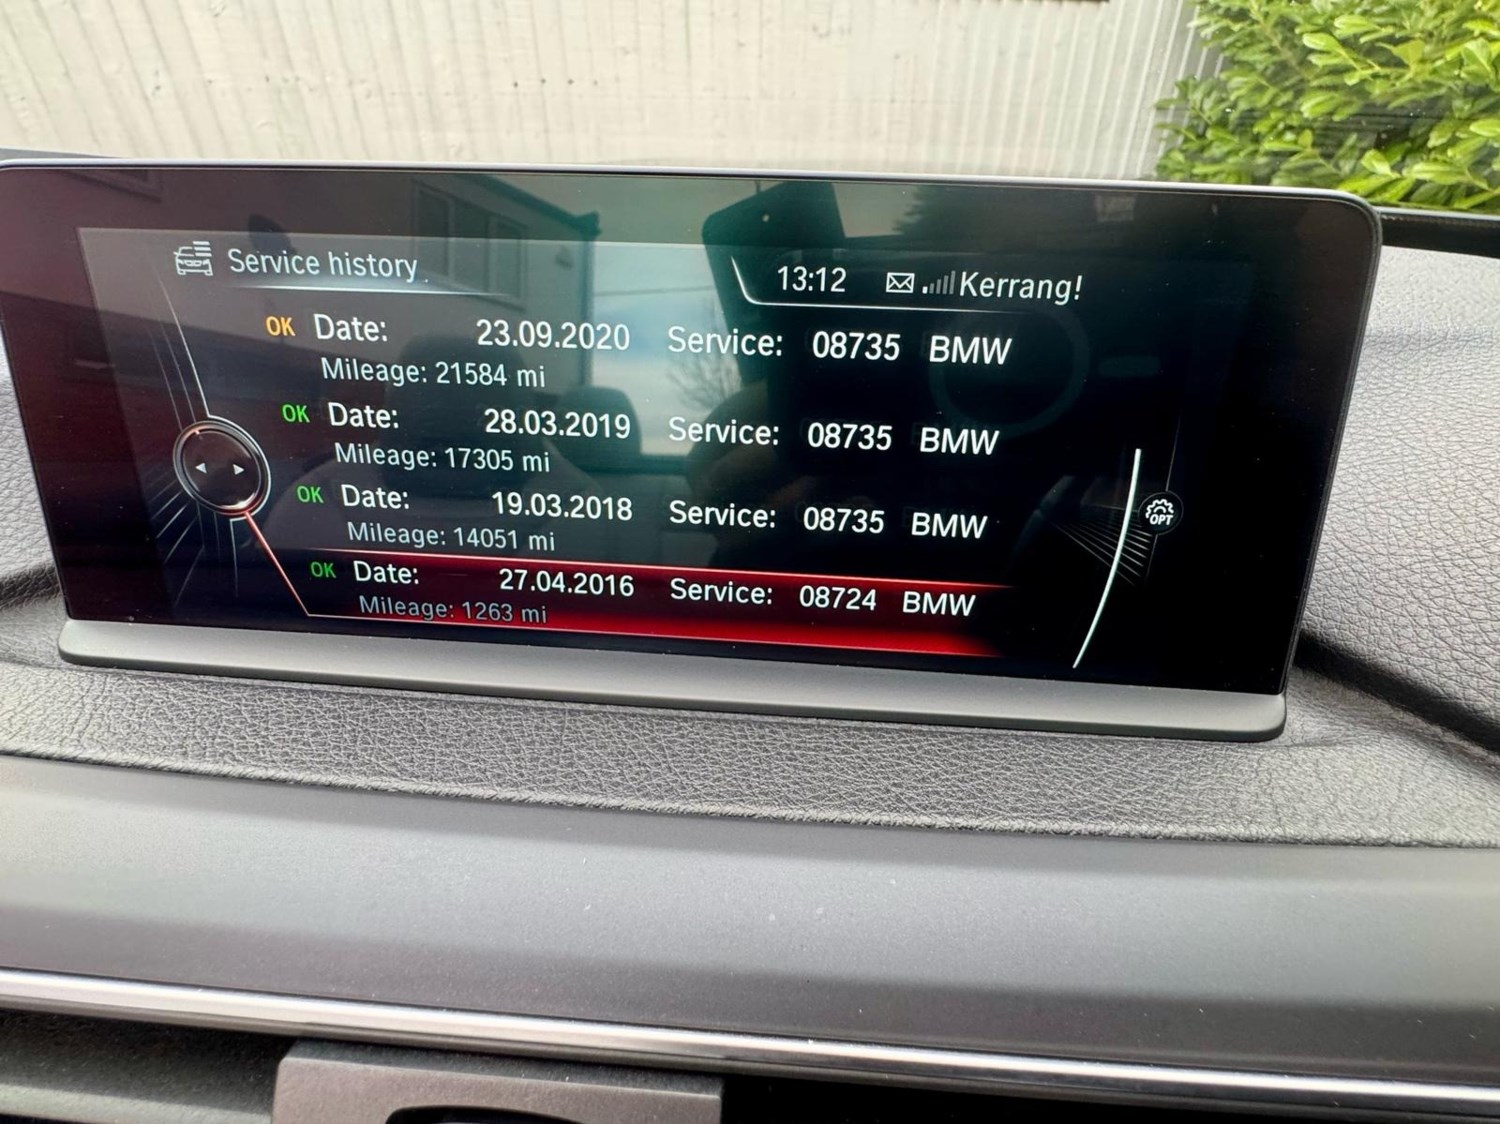 Service history
13:12 Kerrang!
OK Date: 23.09.2020 Service: 08735 BMW
Mileage: 21584 mi
OK Date: 28.03.2019 Service: 08735 BMW
Mileage: 17305 mi
OK Date: 19.03.2018 Service: 08735 BMW
Mileage: 14051 mi
OK Date: 27.04.2016 Service: 08724 BMW
Mileage: 1263 mi
OPT